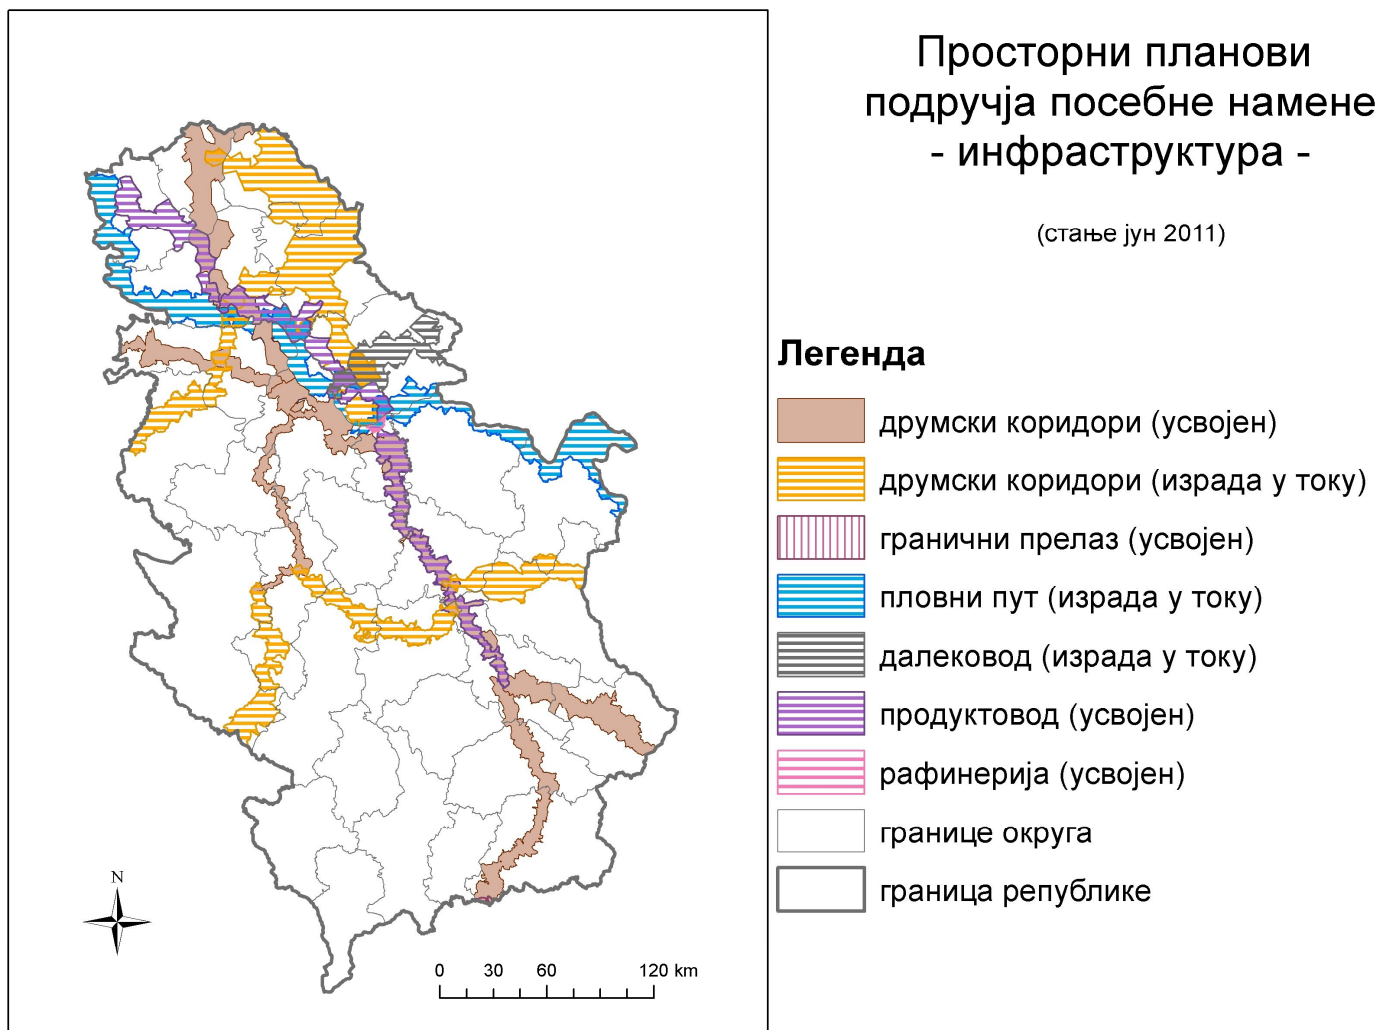 Просторни планови
подручја посебне намене
- инфраструктура -
(стање јун 2011)
Легенда
друмски коридори (усвојен)
друмски коридори (израда у току)
гранични прелаз (усвојен)
пловни пут (израда у току)
далековод (израда у току)
продуктовод (усвојен)
рафинерија (усвојен)
границе округа
граница републике
N
0 30 60 120 km